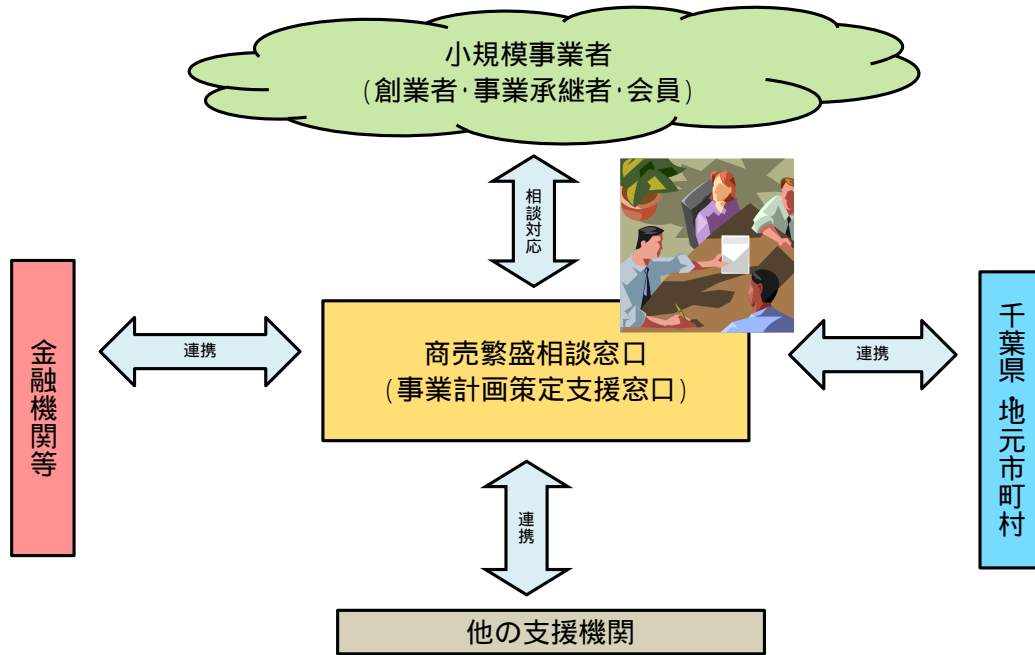 小規模事業者
(創業者・事業承継者・会員)
相談対応
金融機関等
連携
商売繁盛相談窓口
(事業計画策定支援窓口)
連携
千葉県・地元市町村
連携
他の支援機関